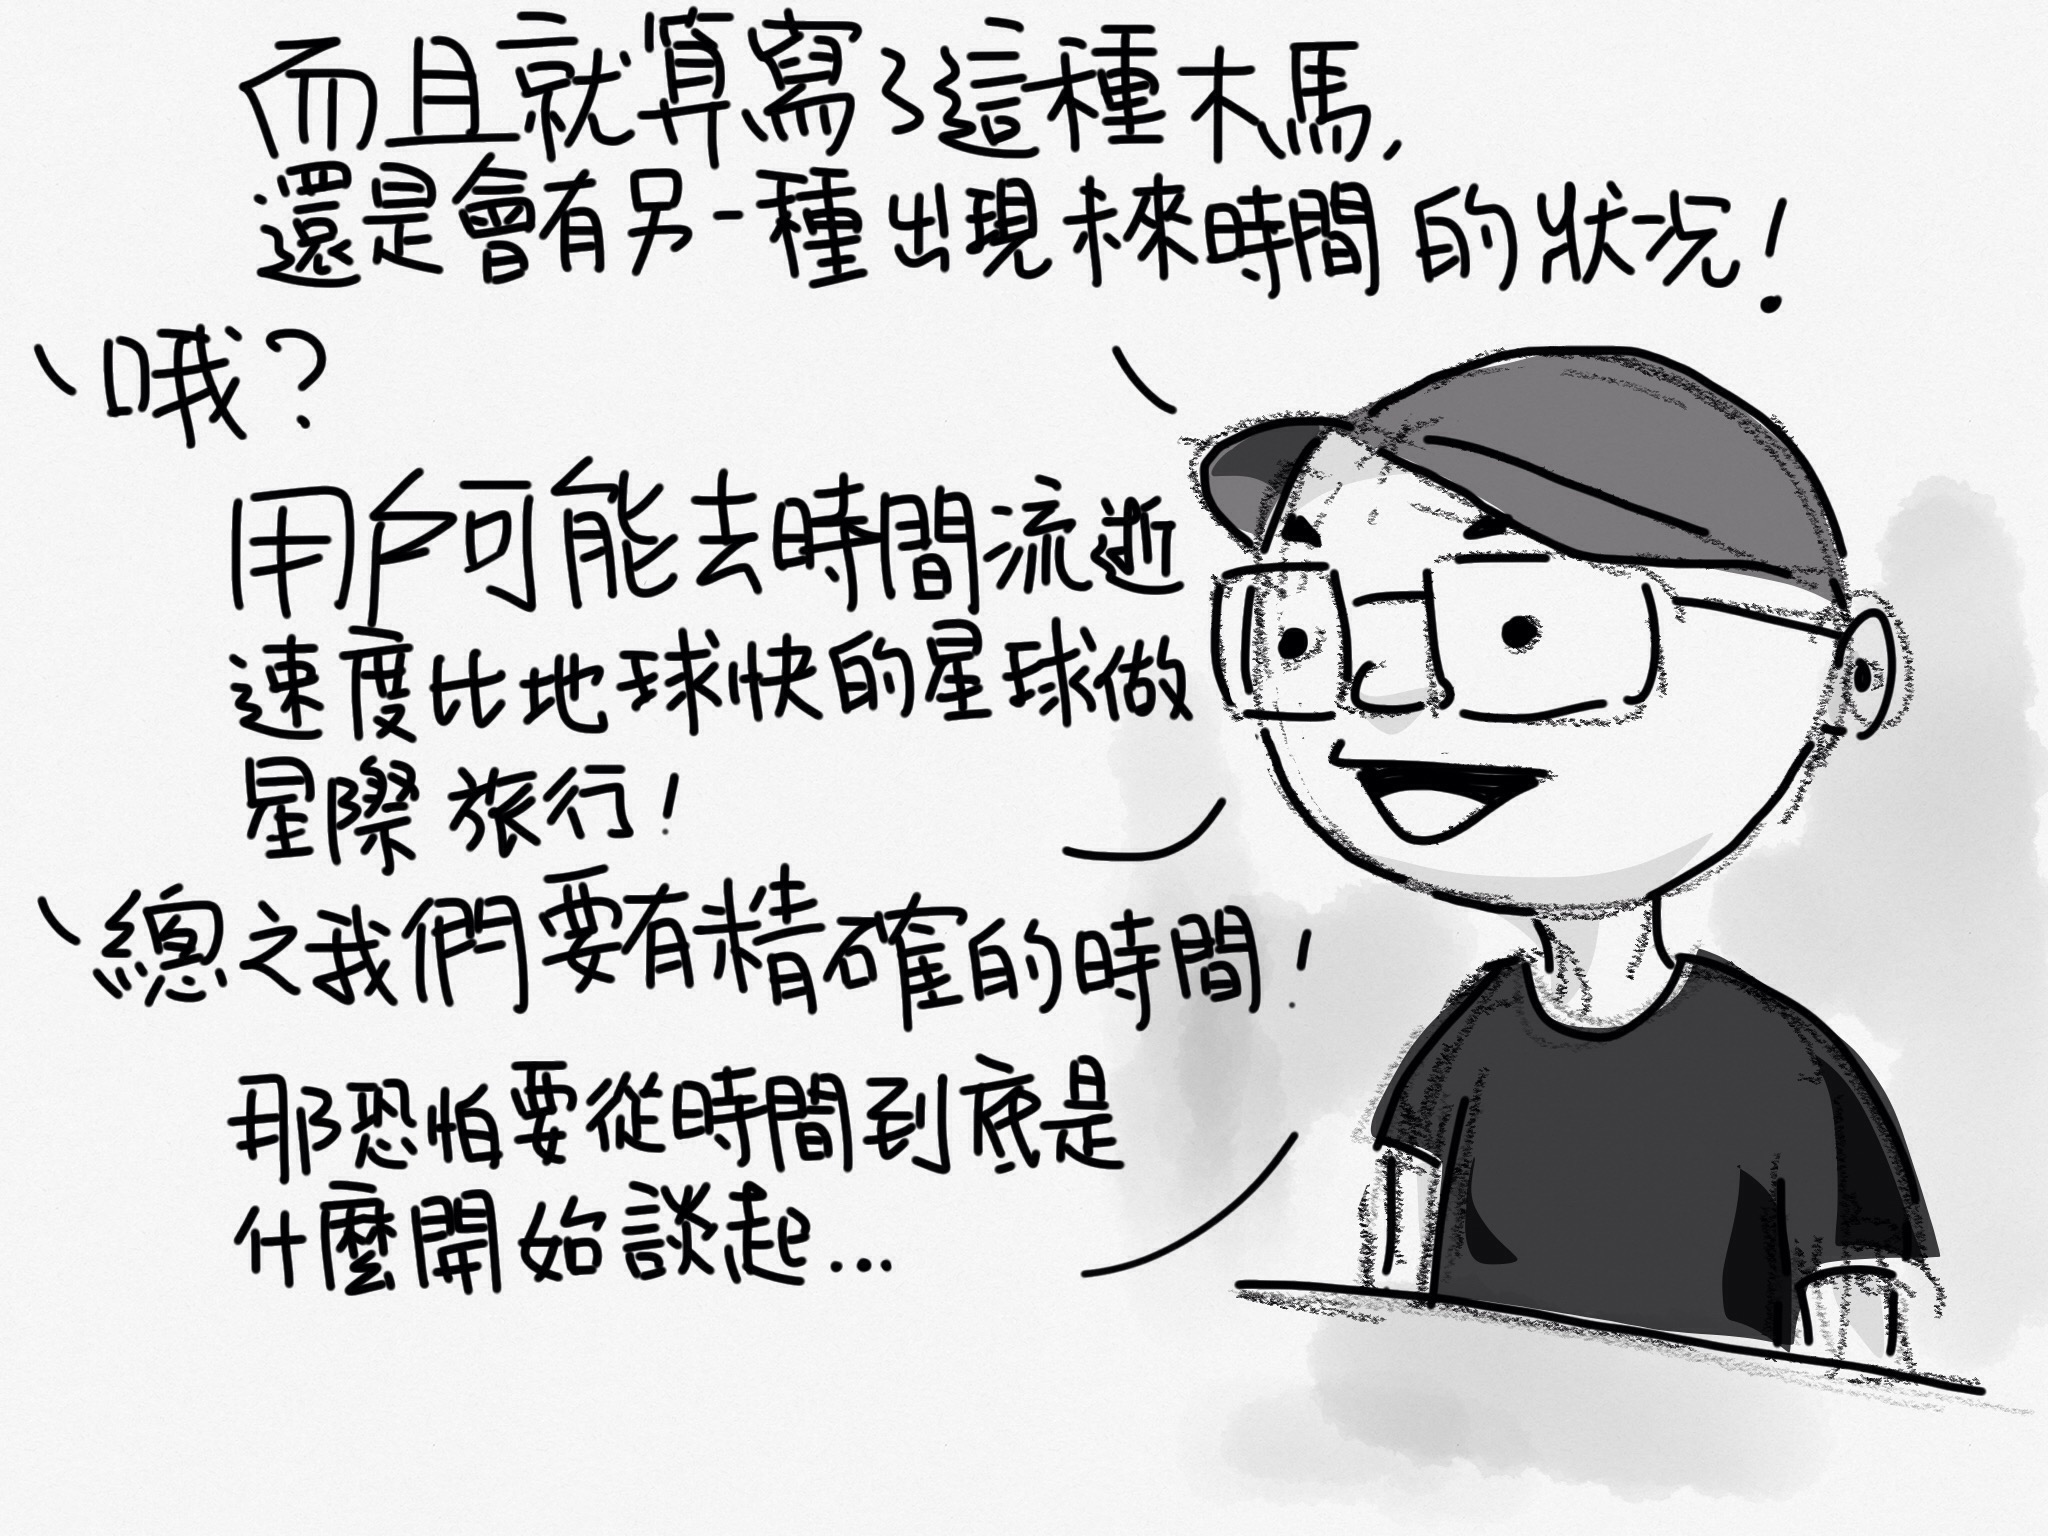 而且就算寫了這種木馬,
還是會有另一種出現未來時間的狀況!
哦?
用戶可能去時間流逝
速度比地球快的星球做
星際旅行!
總之我們要有精確的時間!
那恐怕要從時間到底是
什麼開始談起...